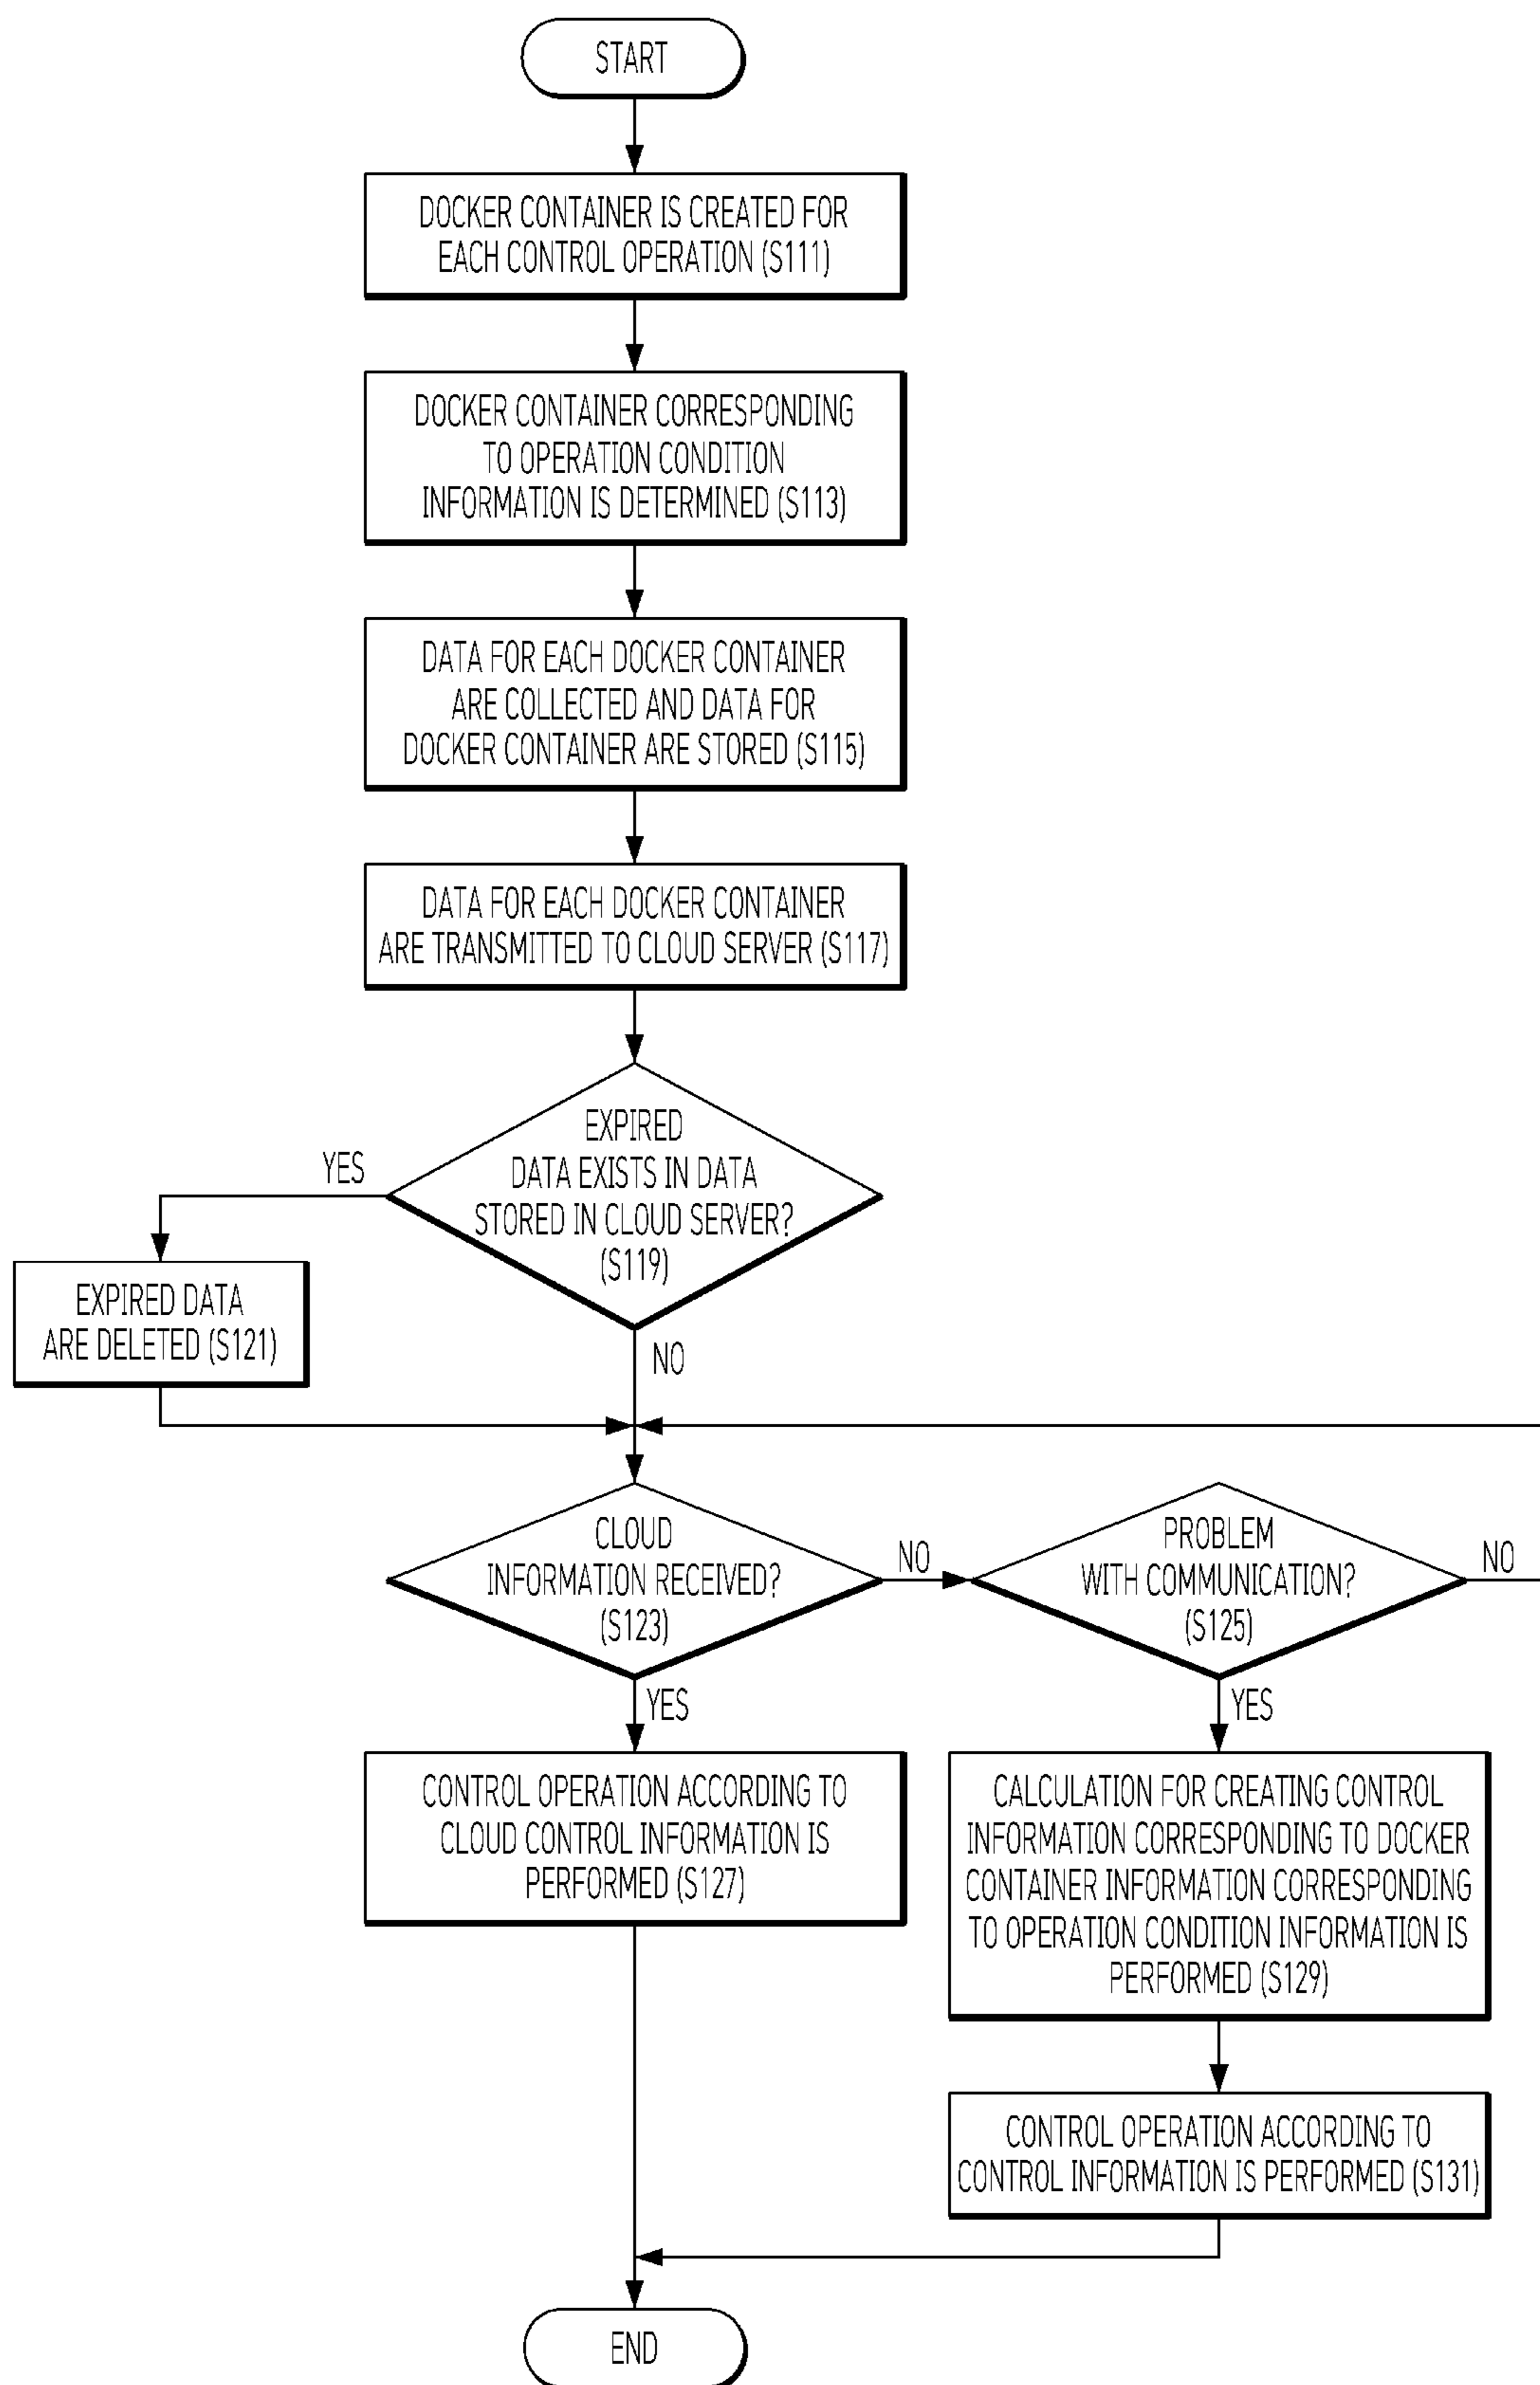 START
DOCKER CONTAINER IS CREATED FOR
EACH CONTROL OPERATION (S111)
DOCKER CONTAINER CORRESPONDING
TO OPERATION CONDITION
INFORMATION IS DETERMINED (S113)
DATA FOR EACH DOCKER CONTAINER
ARE COLLECTED AND DATA FOR
DOCKER CONTAINER ARE STORED (S115)
DATA FOR EACH DOCKER CONTAINER
ARE TRANSMITTED TO CLOUD SERVER (S117)
EXPIRED
DATA EXISTS IN DATA
STORED IN CLOUD SERVER?
(S119)
YES
EXPIRED DATA
ARE DELETED (S121)
NO
CLOUD
INFORMATION RECEIVED?
(S123)
NO
PROBLEM
WITH COMMUNICATION?
(S125)
NO
YES
YES
CONTROL OPERATION ACCORDING TO
CLOUD CONTROL INFORMATION IS
PERFORMED (S127)
CALCULATION FOR CREATING CONTROL
INFORMATION CORRESPONDING TO DOCKER
CONTAINER INFORMATION CORRESPONDING
TO OPERATION CONDITION INFORMATION IS
PERFORMED (S129)
CONTROL OPERATION ACCORDING TO
CONTROL INFORMATION IS PERFORMED (S131)
END